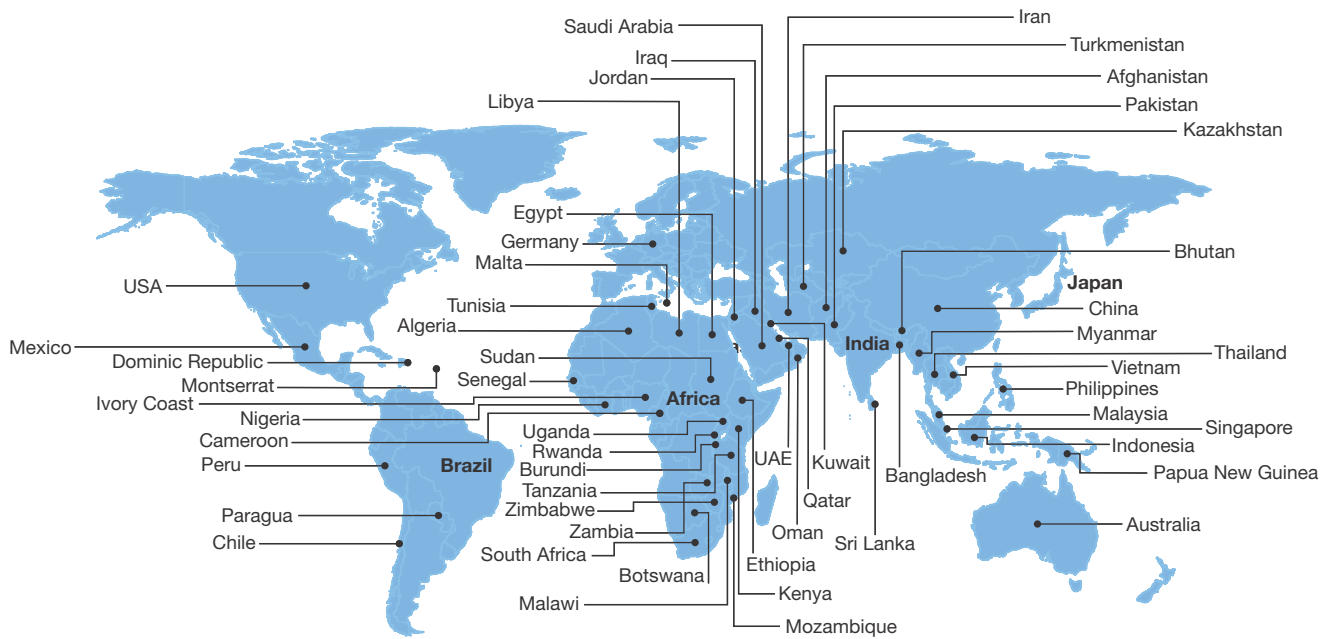 Iran
Saudi Arabia
Turkmenistan
Iraq
Jordan
Afghanistan
Libya
Pakistan
Kazakhstan
Egypt
Germany
Bhutan
Malta
USA
Japan
Tunisia
China
Algeria
Myanmar
India
Mexico
Thailand
Dominic Republic
Sudan
Vietnam
Montserrat
Senegal
Philippines
Ivory Coast
Africa
Nigeria
Malaysia
Uganda
Singapore
Cameroon
Indonesia
Rwanda
Peru
Brazil
Burundi
UAE
Kuwait
Bangladesh
Papua New Guinea
Tanzania
Qatar
Zimbabwe
Paragua
Zambia
Oman
Australia
Chile
Sri Lanka
South Africa
Ethiopia
Botswana
Kenya
Malawi
Mozambique